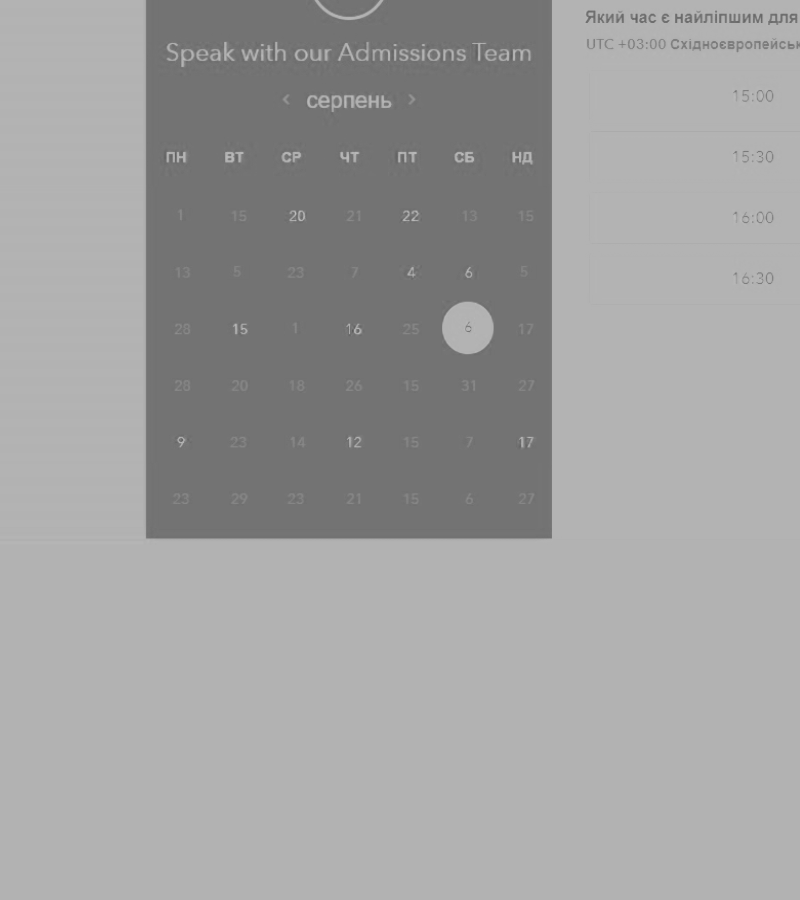 Speak with our Admissions Team
‹ серпень ›
ПН ВТ СР ЧТ ПТ СБ НД
1 15 20 21 22 13 15
13 5 23 7 4 6 5
28 15 1 16 25 6 17
28 20 18 26 15 31 27
9 23 14 12 15 7 17
23 29 23 21 15 6 27
Який час є найліпшим для
UTC +03:00 Східноєвропейськ
15:00
15:30
16:00
16:30